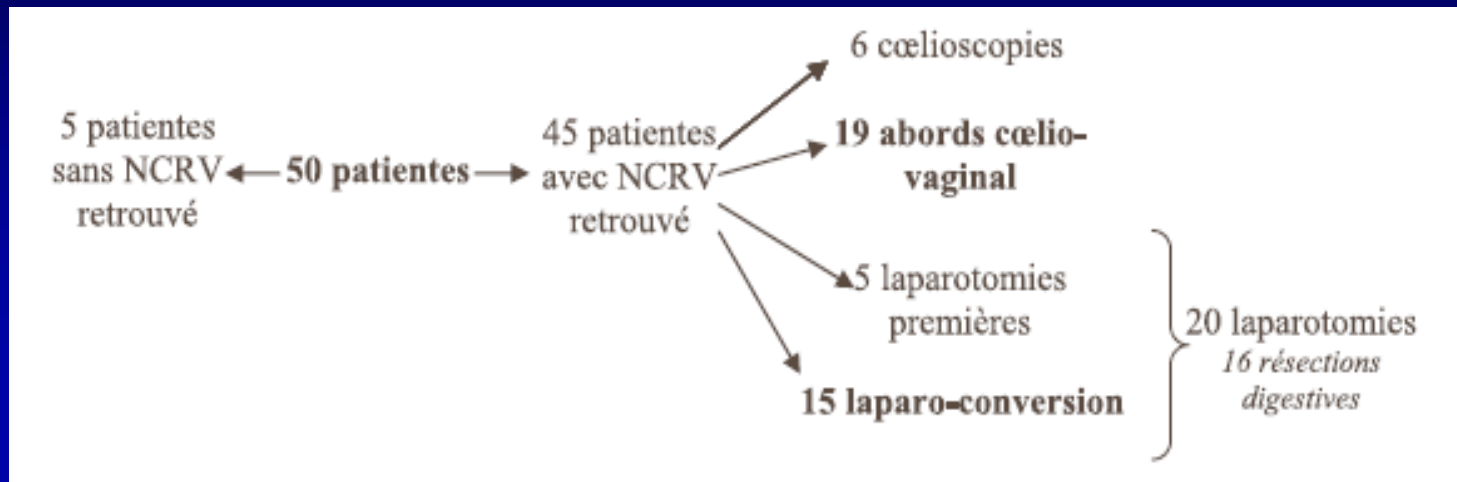 5 patientes
sans NCRV
retrouvé
50 patientes
45 patientes
avec NCRV
retrouvé
6 cœlioscopies
19 abords cœlio-
vaginal
5 laparotomies
premières
15 laparo-conversion
20 laparotomies
16 résections
digestives